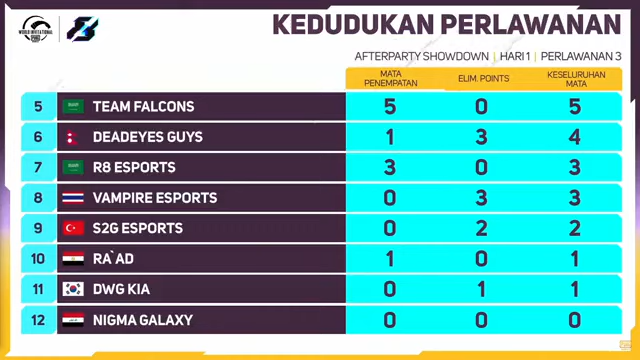 WORLD INVITATIONAL
KEDUDUKAN PERLAWANAN
AFTERPARTY SHOWDOWN | HARI 1 | PERLAWANAN 3
MATA PENEMPATAN ELIM. POINTS KESELURUHAN MATA
5 TEAM FALCONS 5 0 5
6 DEADEYES GUYS 1 3 4
7 R8 ESPORTS 3 0 3
8 VAMPIRE ESPORTS 0 3 3
9 S2G ESPORTS 0 2 2
10 RA`AD 1 0 1
11 DWG KIA 0 1 1
12 NIGMA GALAXY 0 0 0